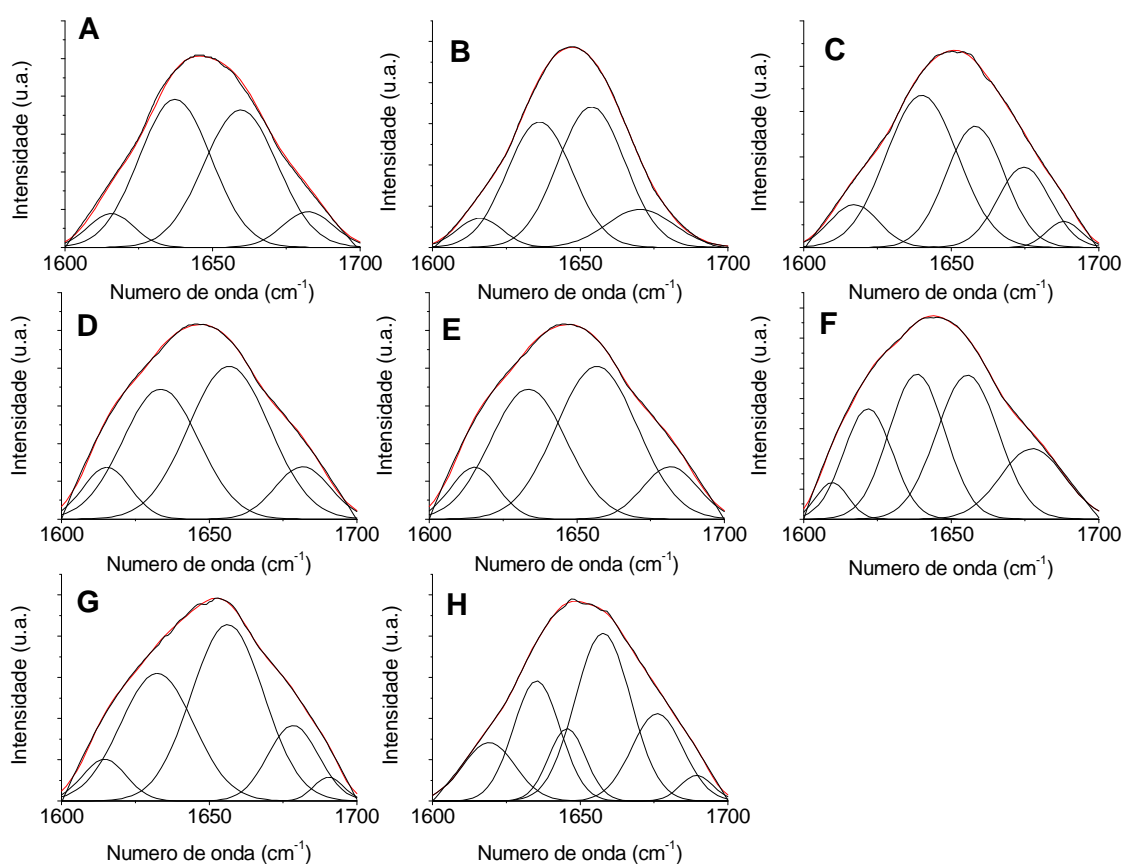 A
B
C
Intensidade (u.a.)
Intensidade (u.a.)
Intensidade (u.a.)
1600 1650 1700
1600 1650 1700
1600 1650 1700
Numero de onda (cm-1)
Numero de onda (cm-1)
Numero de onda (cm-1)
D
E
F
Intensidade (u.a.)
Intensidade (u.a.)
Intensidade (u.a.)
1600 1650 1700
1600 1650 1700
1600 1650 1700
Numero de onda (cm-1)
Numero de onda (cm-1)
Numero de onda (cm-1)
G
H
Intensidade (u.a.)
Intensidade (u.a.)
1600 1650 1700
1600 1650 1700
Numero de onda (cm-1)
Numero de onda (cm-1)